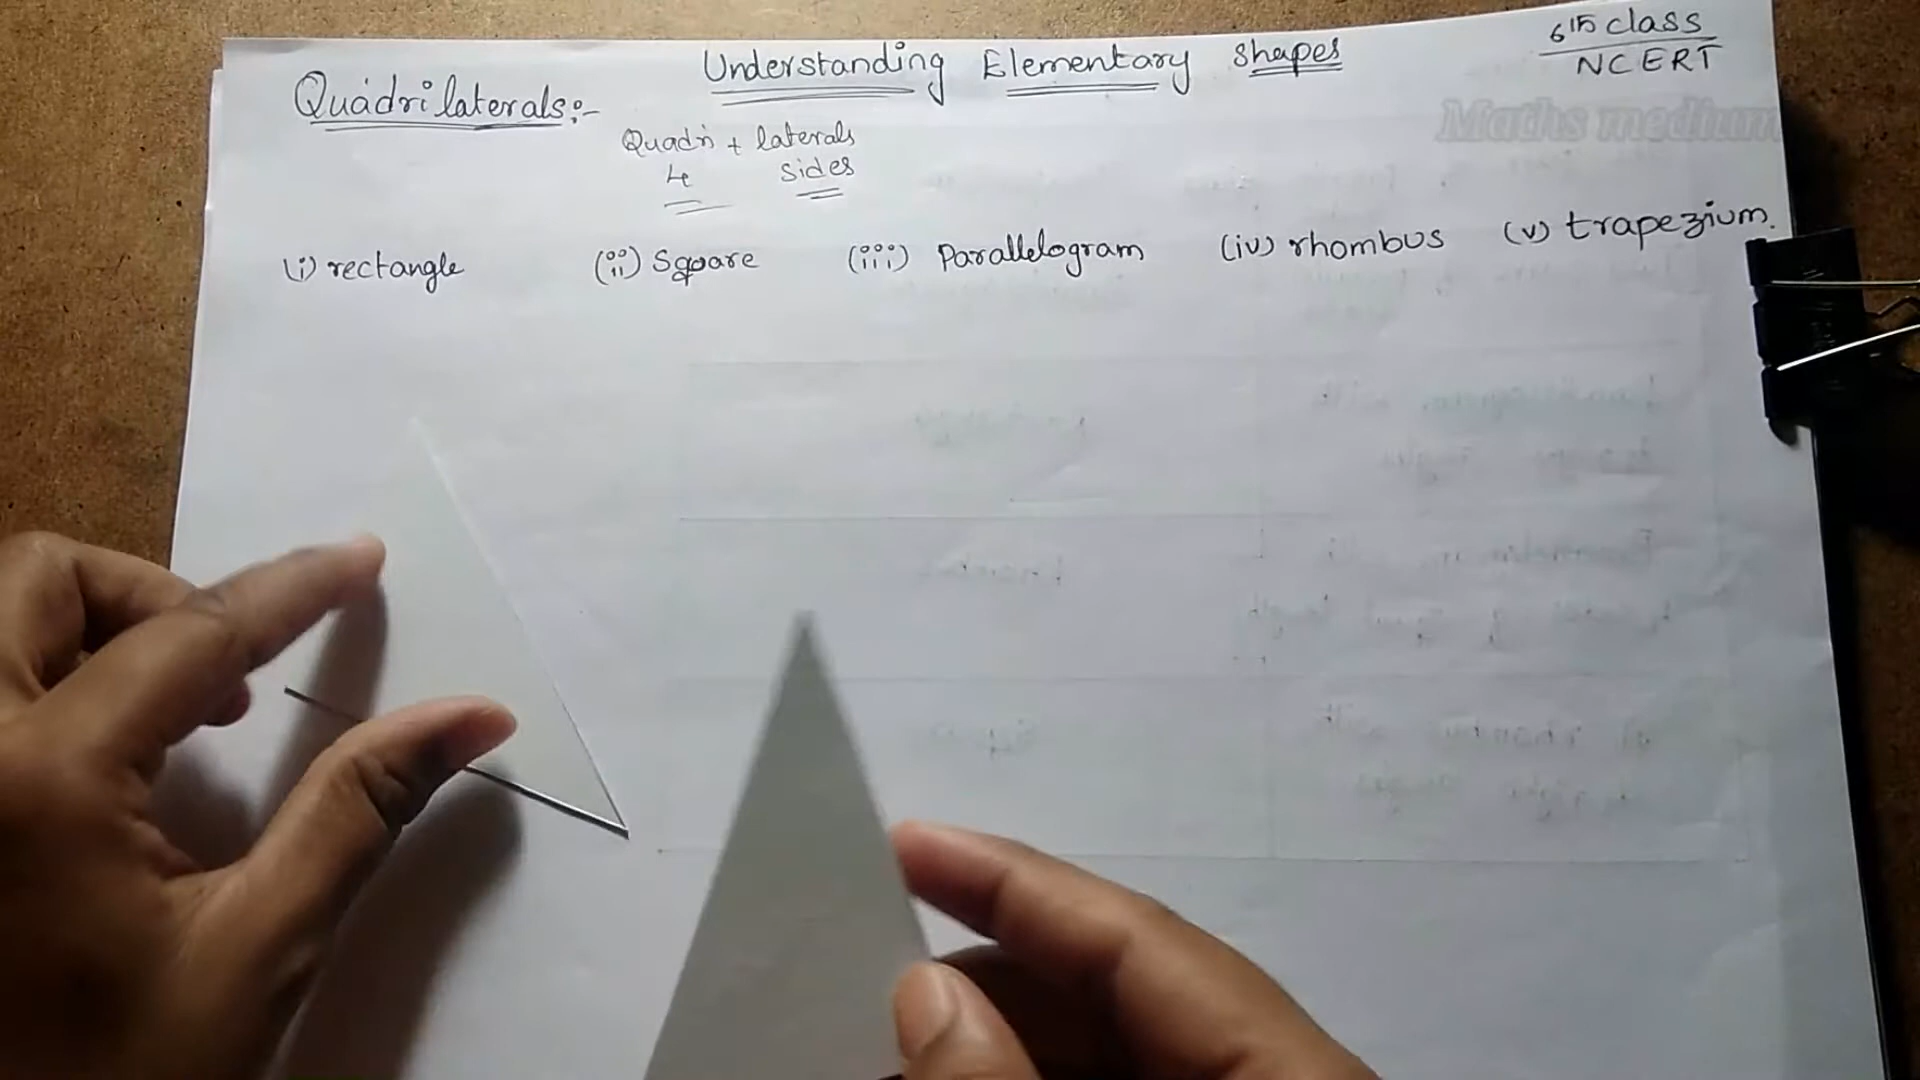 Understanding Elementary Shapes
6th class
NCERT
Maths medium
Quadrilaterals:-
Quadri + laterals
4 sides
(i) rectangle (ii) Square (iii) Parallelogram (iv) rhombus (v) trapezium.